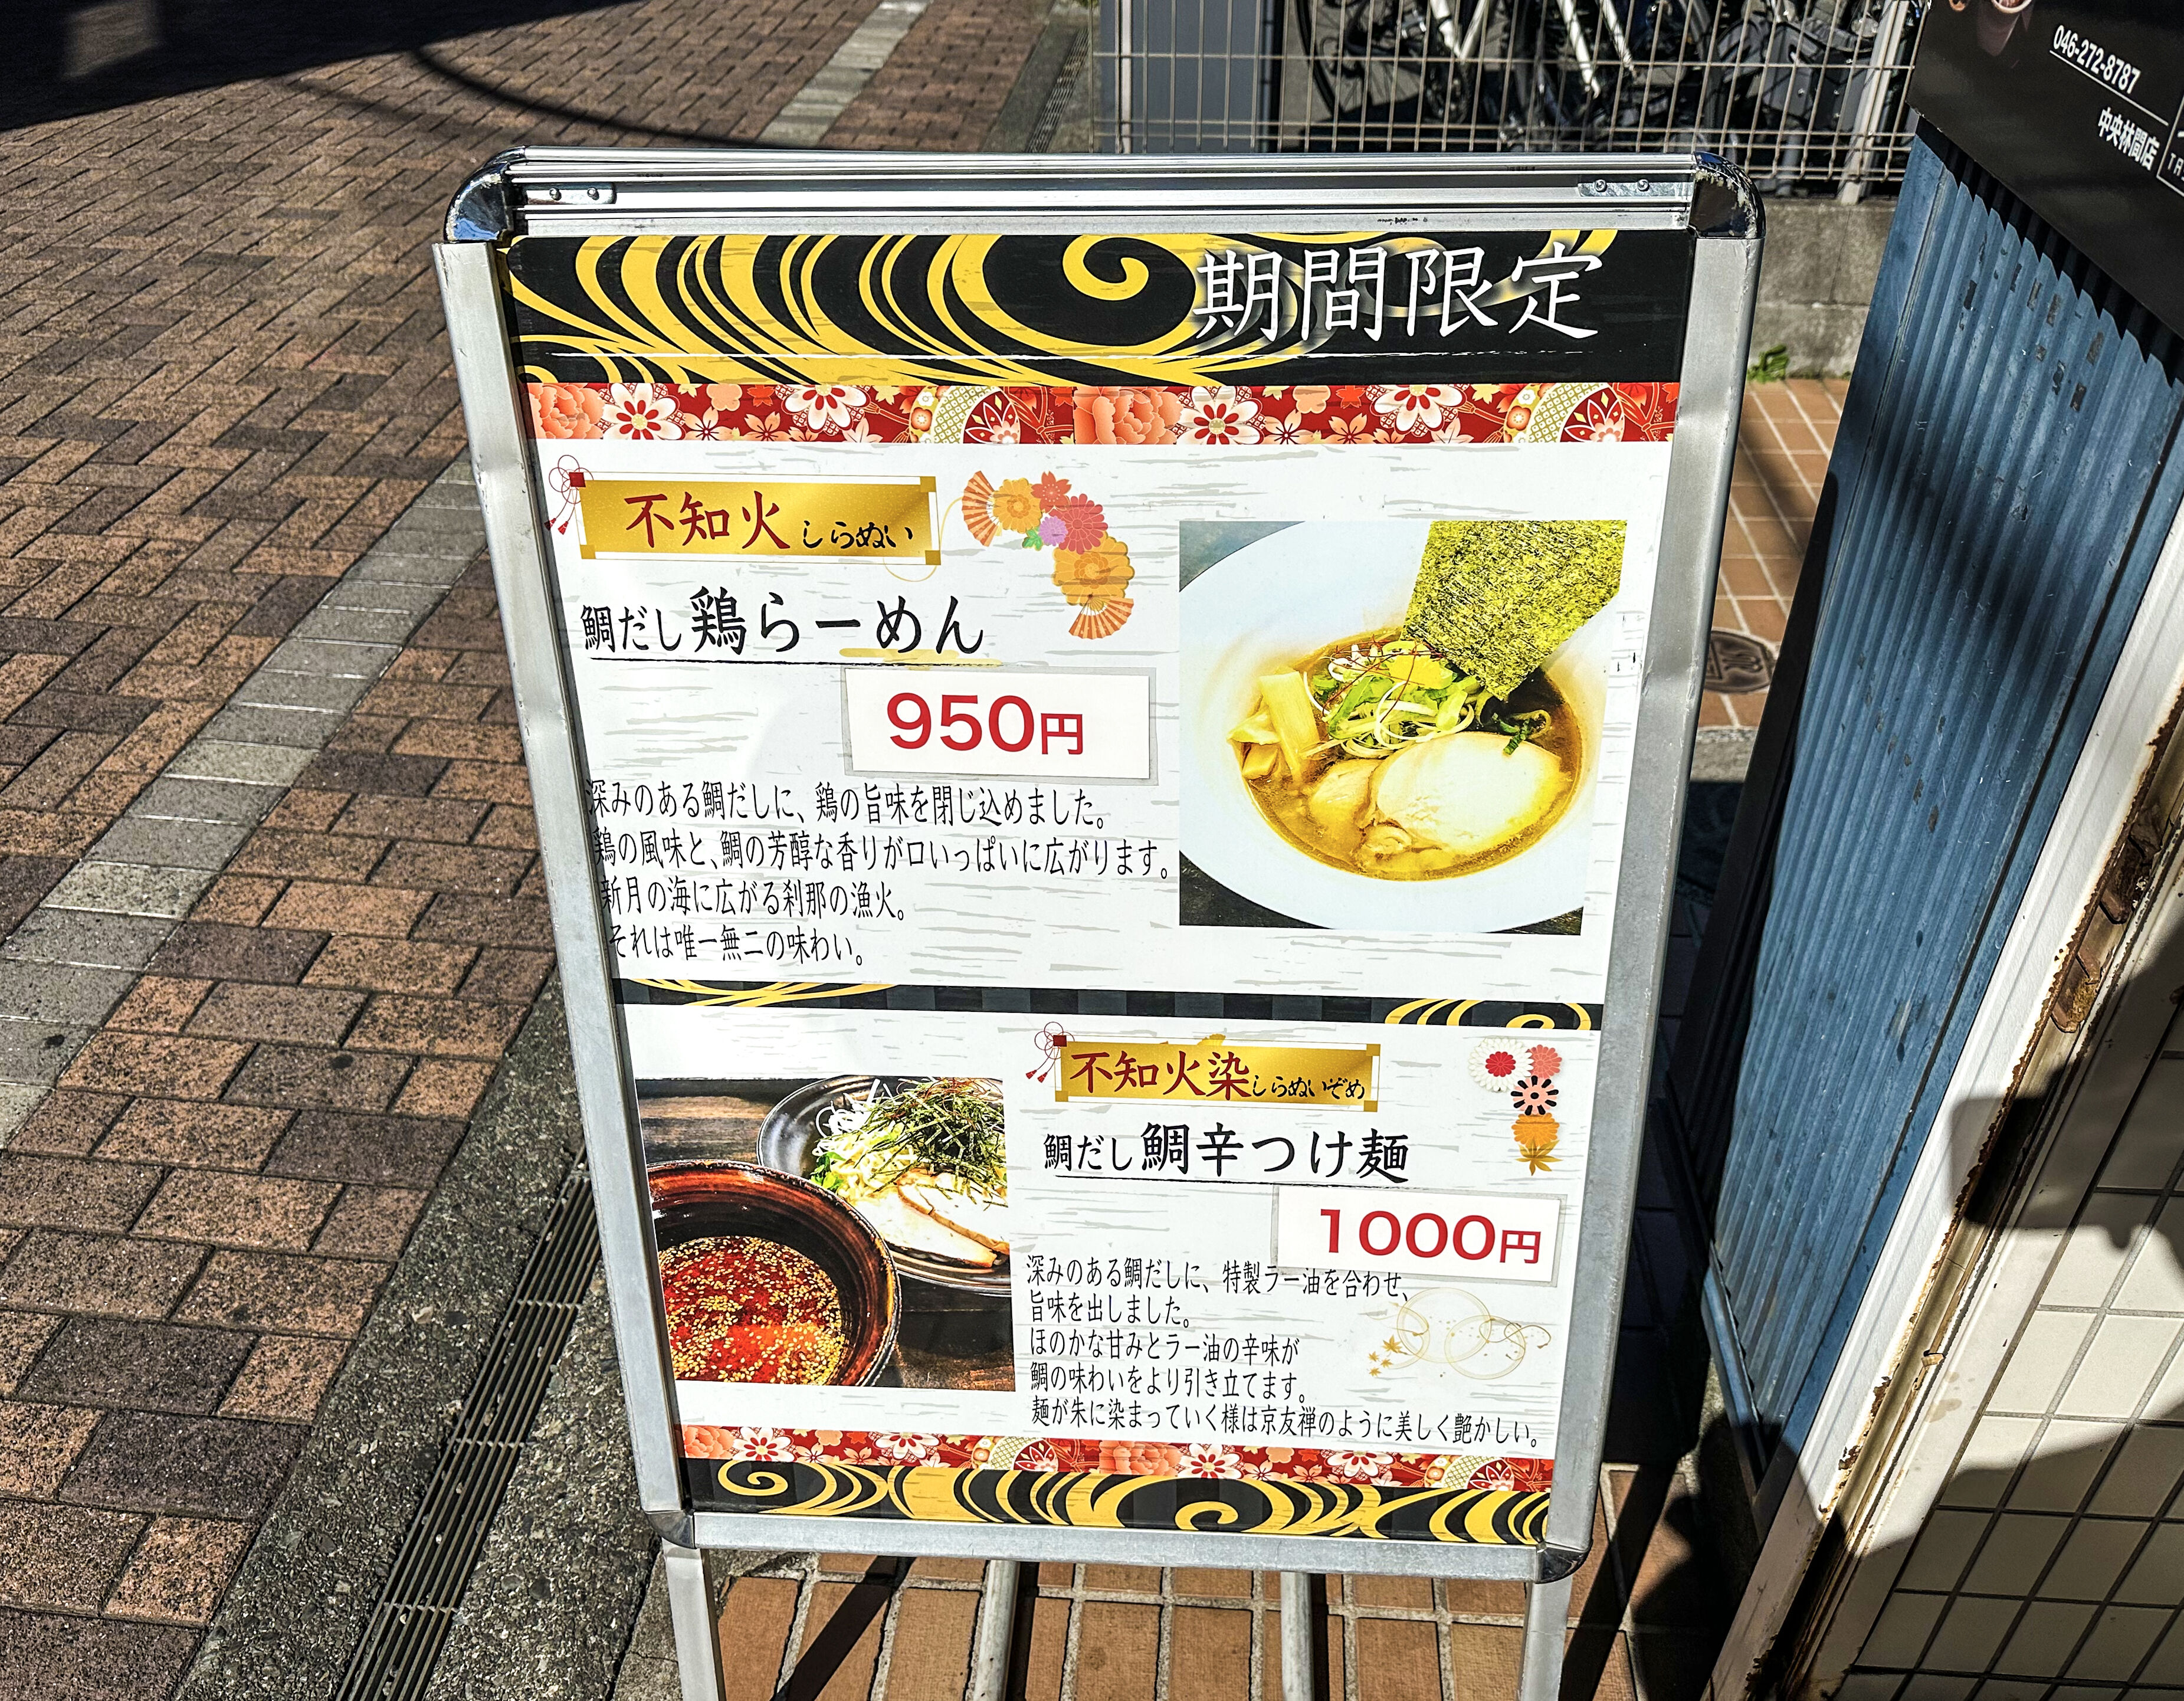 046-272-8787
中央林間店
期間限定
不知火 しらぬい
鯛だし鶏らーめん
950円
深みのある鯛だしに、鶏の旨味を閉じ込めました。
鶏の風味と、鯛の芳醇な香りが口いっぱいに広がります。
新月の海に広がる刹那の漁火。
それは唯一無二の味わい。
不知火染しらぬいぞめ
鯛だし鯛辛つけ麺
1000円
深みのある鯛だしに、特製ラー油を合わせ、
旨味を出しました。
ほのかな甘みとラー油の辛味が
鯛の味わいをより引き立てます。
麺が朱に染まっていく様は京友禅のように美しく艶かしい。